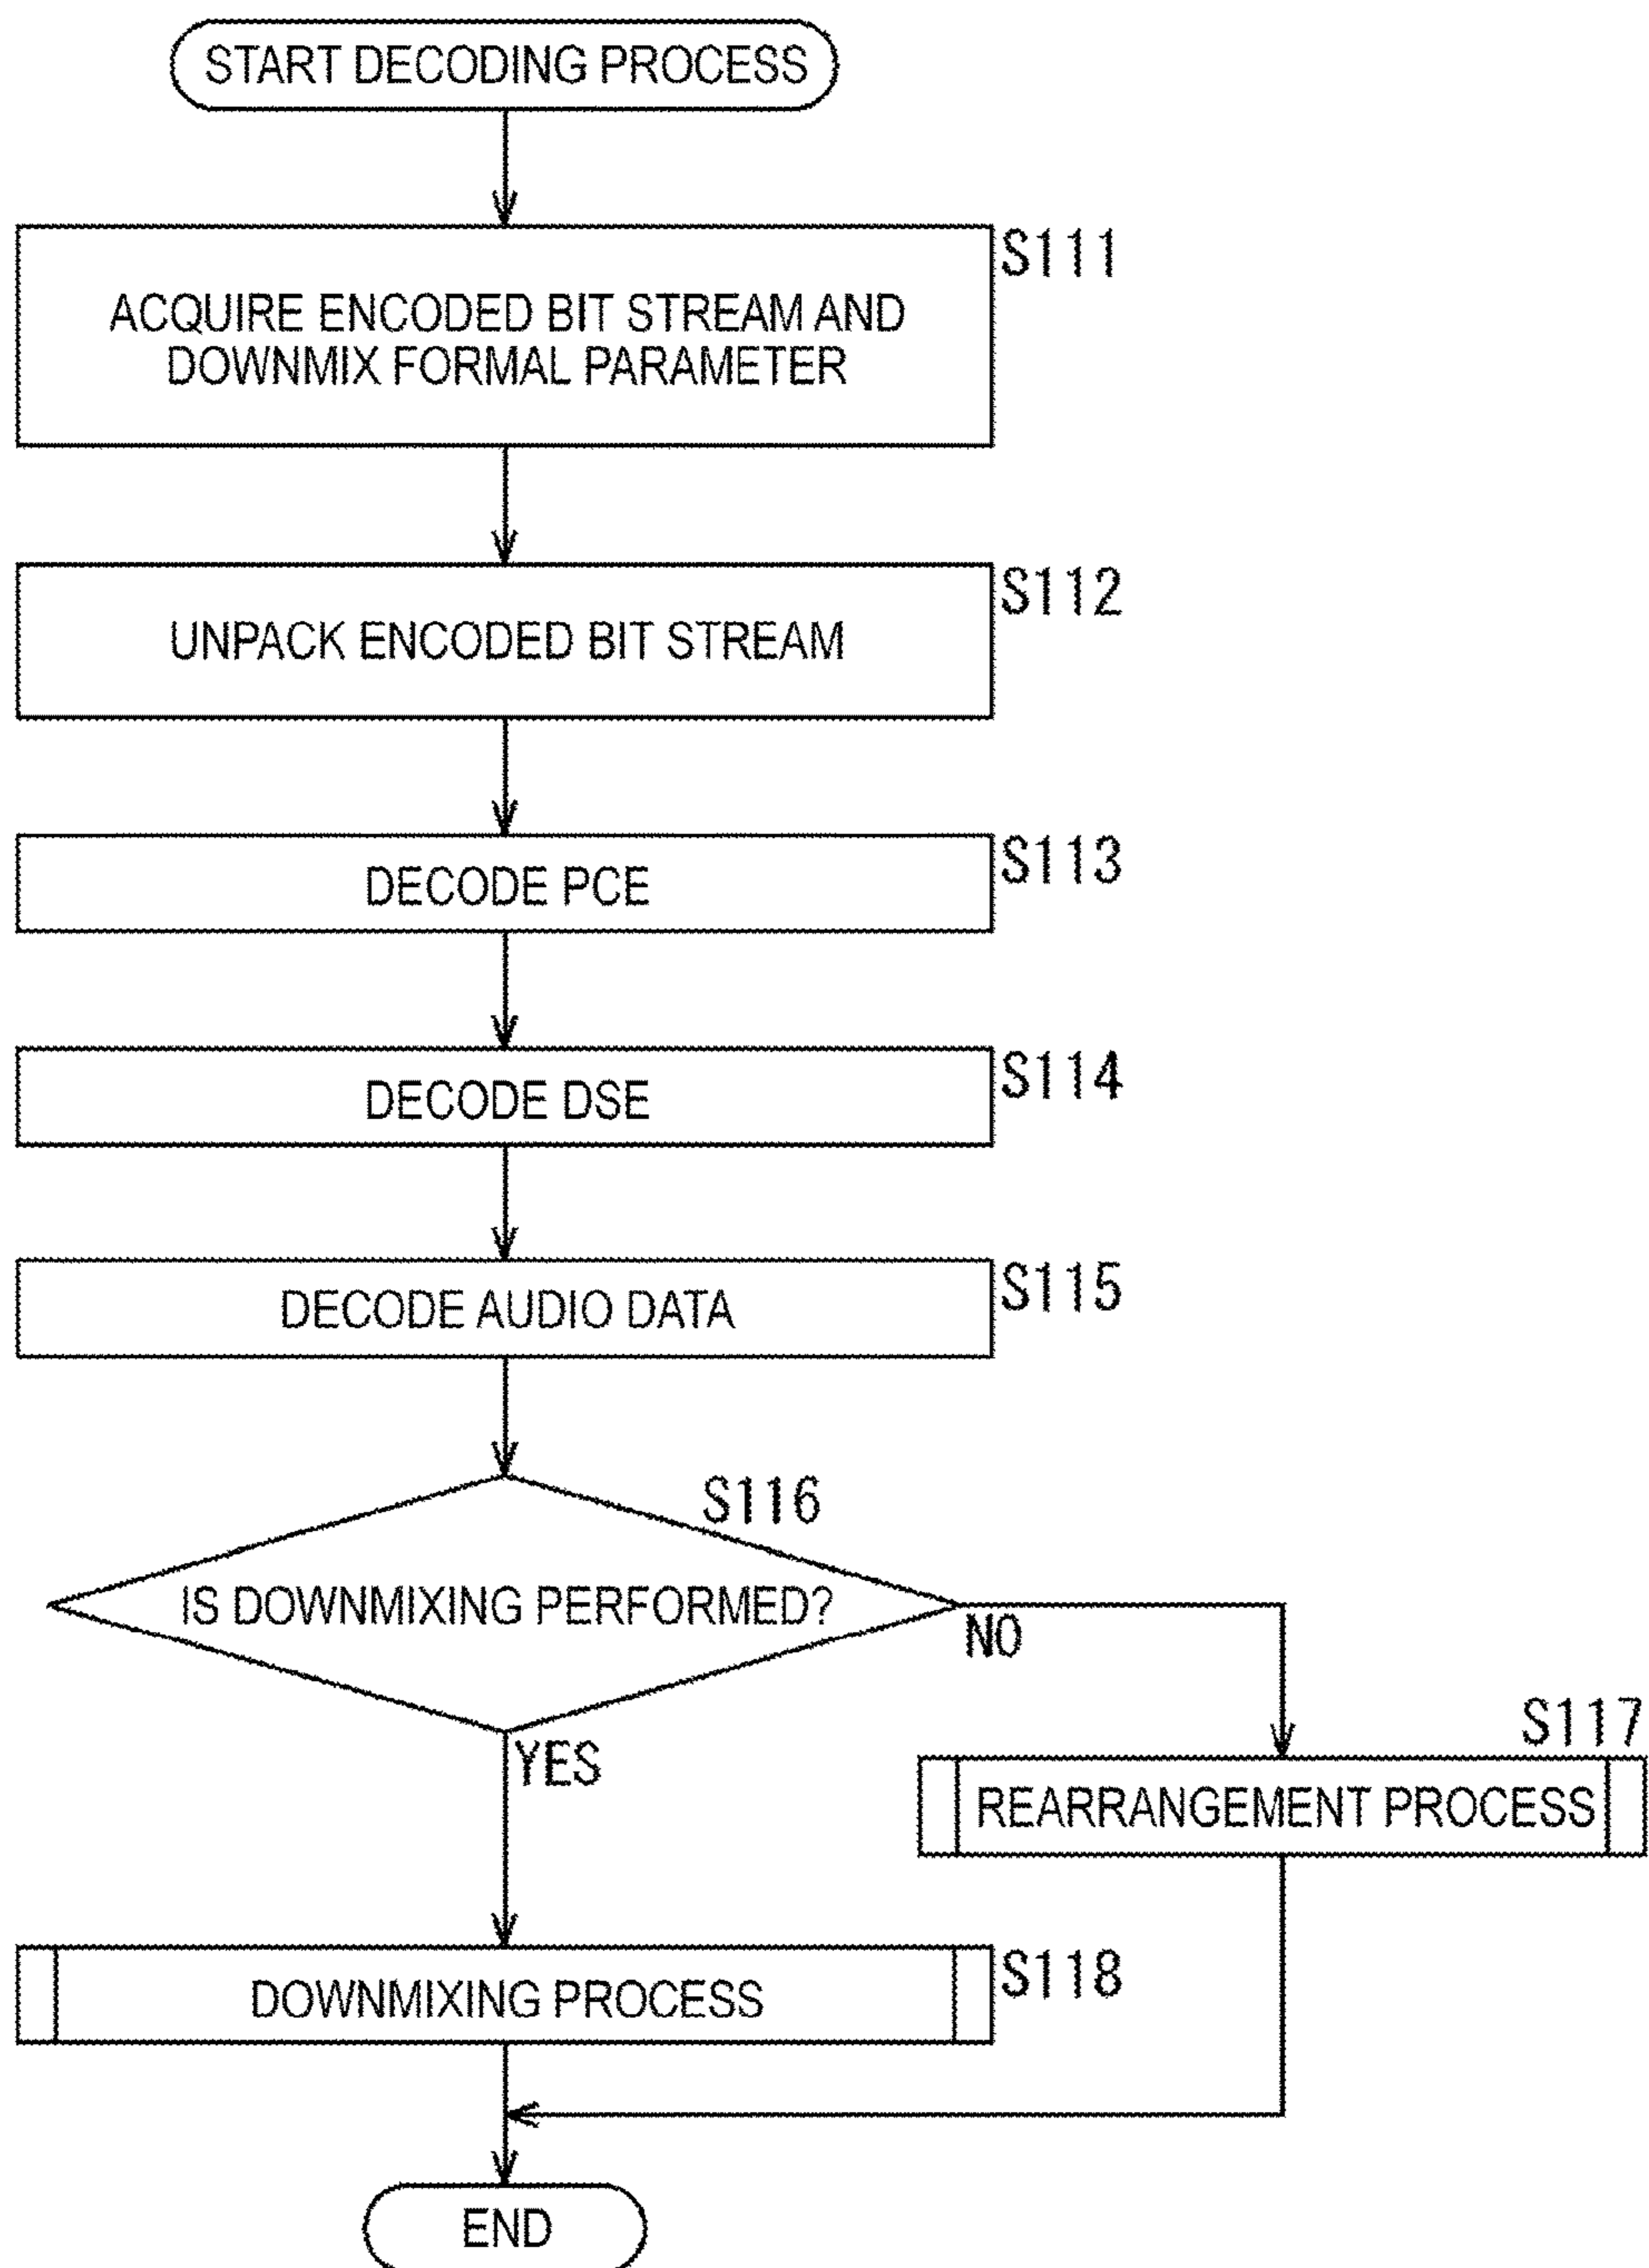 START DECODING PROCESS
S111
ACQUIRE ENCODED BIT STREAM AND
DOWNMIX FORMAL PARAMETER
S112
UNPACK ENCODED BIT STREAM
S113
DECODE PCE
S114
DECODE DSE
S115
DECODE AUDIO DATA
S116
IS DOWNMIXING PERFORMED?
NO
YES
S117
REARRANGEMENT PROCESS
S118
DOWNMIXING PROCESS
END